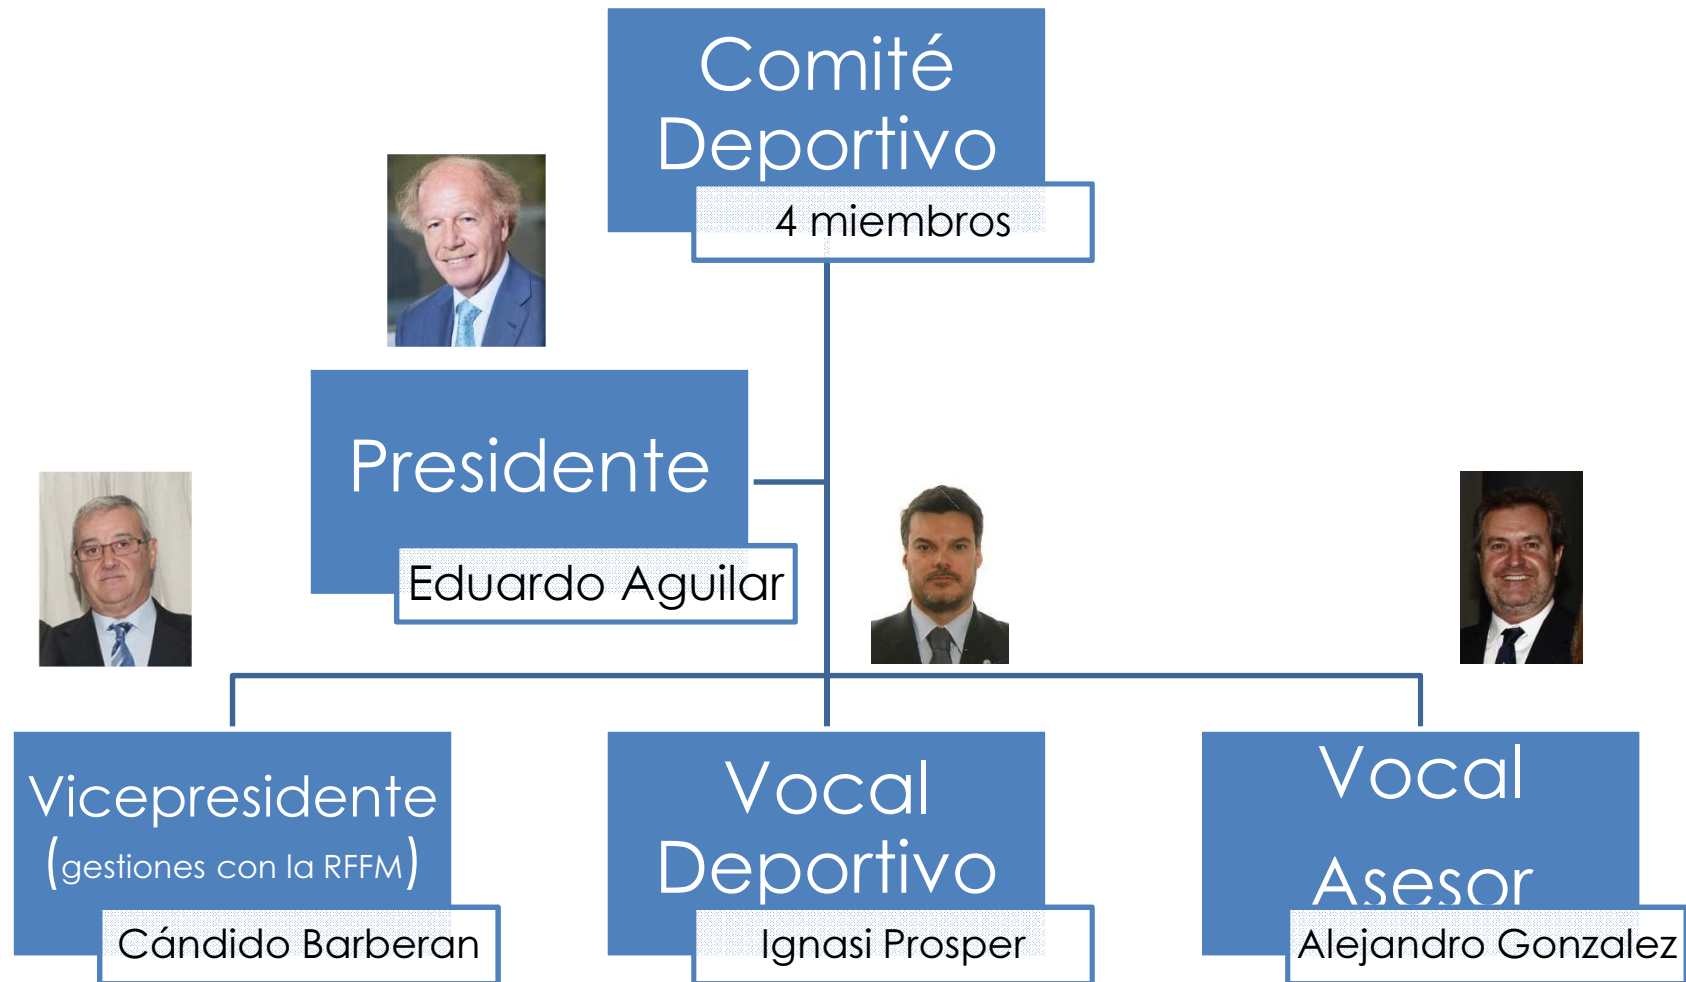 Comité
Deportivo
4 miembros
Presidente
Eduardo Aguilar
Vicepresidente
(gestiones con la RFFM)
Cándido Barberan
Vocal
Deportivo
Ignasi Prosper
Vocal
Asesor
Alejandro Gonzalez